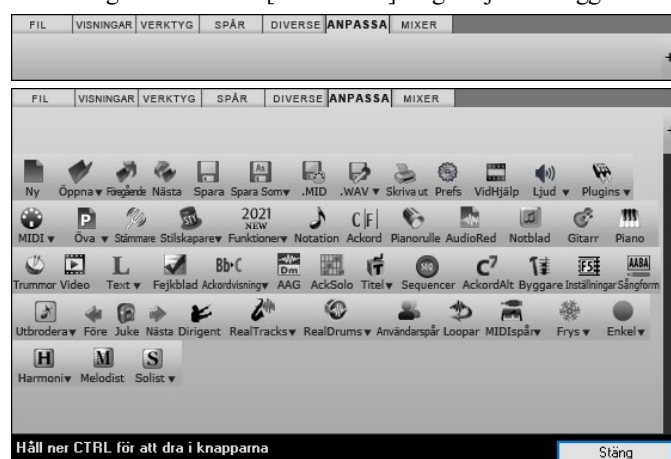 FIL VISNINGAR VERKTYG SPÅR DIVERSE ANPASSA MIXER
+
FIL VISNINGAR VERKTYG SPÅR DIVERSE ANPASSA MIXER
As
Ny Öppna▼ Föregående Nästa Spara Spara Som▼ .MID .WAV▼ Skriva ut Prefs VidHjälp Ljud ▼ Plugins ▼
P STY 2021 NEW C|F|
MIDI ▼ Öva ▼ Stämmare Stilskapare▼ Funktioner▼ Notation Ackord Pianorulle AudioRed Notblad Gitarr Piano
L Bb·C Dm SEQ C7 AABA
Trummor Video Text ▼ Fejkblad Ackordvisning▼ AAG AckSolo Titel▼ Sequencer AckordAlt Byggare Inställningar Sångform
Utbrodera▼ Före Juke Nästa Dirigent RealTracks▼ RealDrums▼ Användarspår Loopar MIDIspår▼ Frys ▼ Enkel▼
H M S
Harmoni▼ Melodist Solist ▼
Håll ner CTRL för att dra i knapparna Stäng